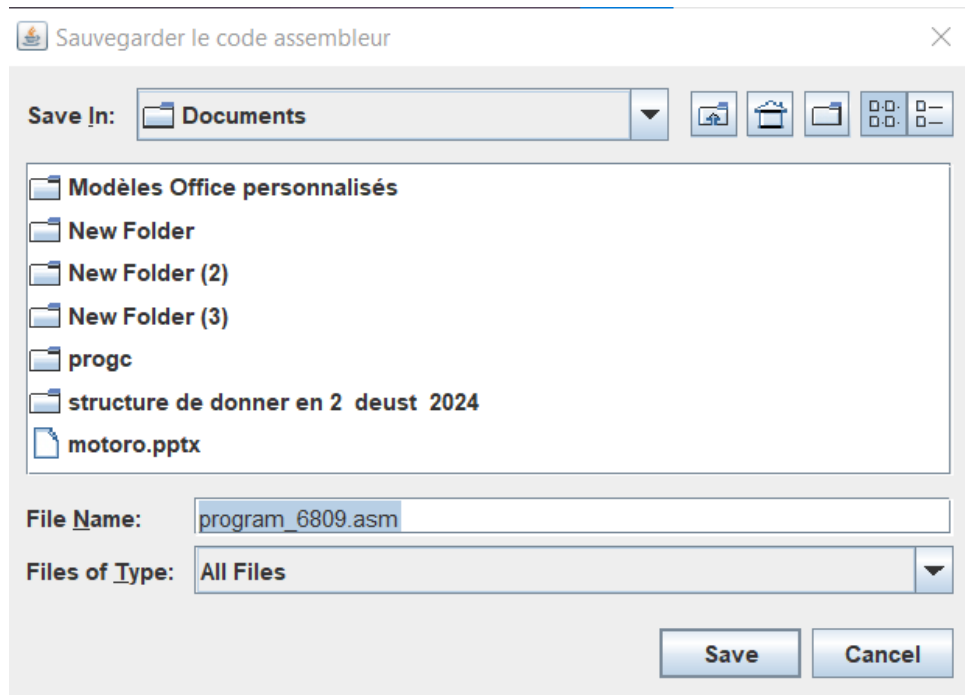 Sauvegarder le code assembleur
Save In: Documents
Modèles Office personnalisés
New Folder
New Folder (2)
New Folder (3)
progc
structure de donner en 2 deust 2024
motoro.pptx
File Name: program_6809.asm
Files of Type: All Files
Save Cancel